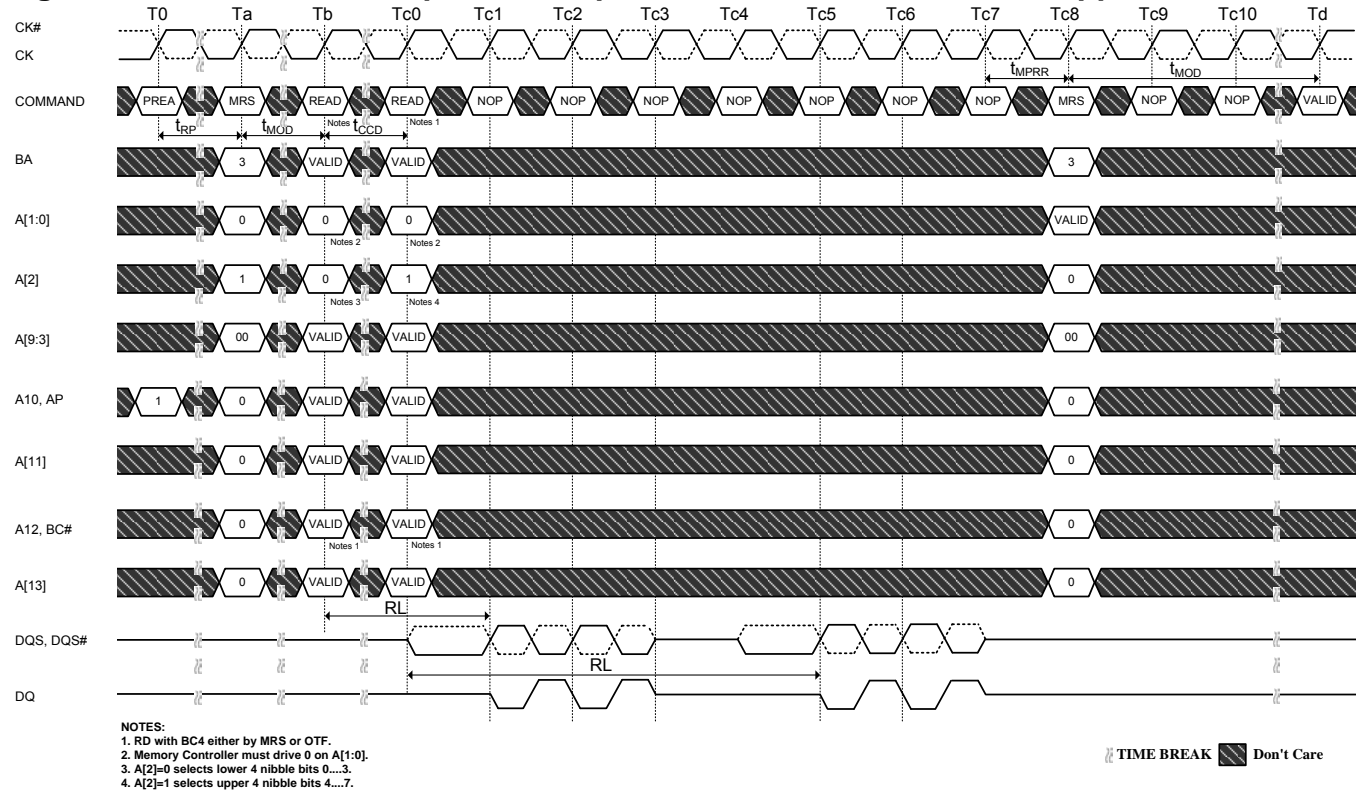 T0 Ta Tb Tc0 Tc1 Tc2 Tc3 Tc4 Tc5 Tc6 Tc7 Tc8 Tc9 Tc10 Td
CK#
CK
tMPRR tMOD
COMMAND PREA MRS READ READ NOP NOP NOP NOP NOP NOP NOP MRS NOP NOP VALID
Notes 1 Notes 1
tRP tMOD tCCD
BA 3 VALID VALID 3
A[1:0] 0 0 0 VALID
Notes 2 Notes 2
A[2] 1 0 1 0
Notes 3 Notes 4
A[9:3] 00 VALID VALID 00
A10, AP 1 0 VALID VALID 0
A[11] 0 VALID VALID 0
A12, BC# 0 VALID VALID 0
Notes 1 Notes 1
A[13] 0 VALID VALID 0
RL
DQS, DQS#
RL
DQ
NOTES:
1. RD with BC4 either by MRS or OTF.
2. Memory Controller must drive 0 on A[1:0].
3. A[2]=0 selects lower 4 nibble bits 0....3.
4. A[2]=1 selects upper 4 nibble bits 4....7.
TIME BREAK Don't Care